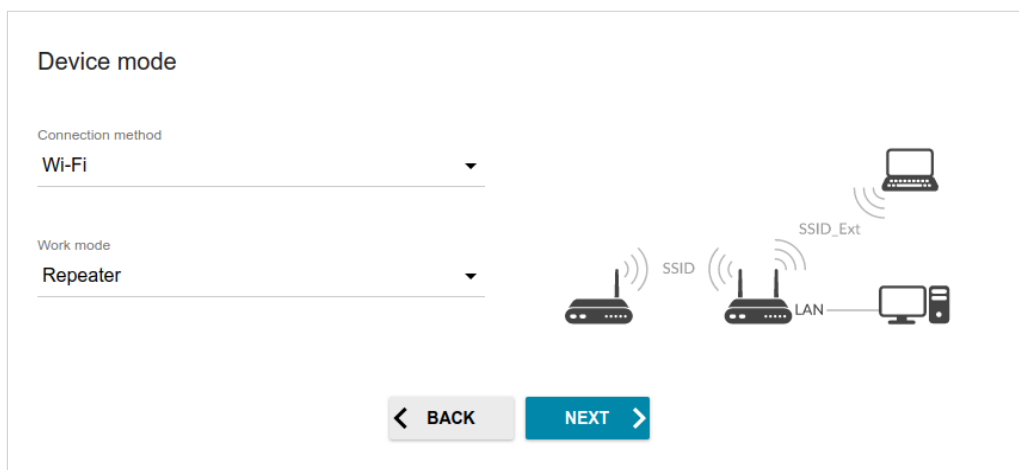 Device mode
Connection method
Wi-Fi
Work mode
Repeater
SSID_Ext
SSID
LAN
BACK
NEXT